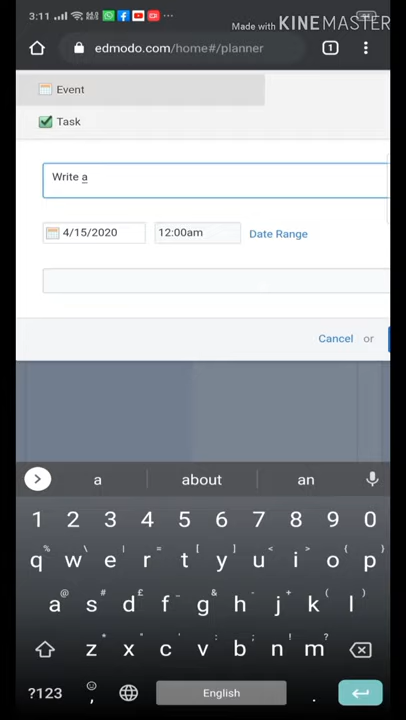 3:11
Made with KINEMASTER
edmodo.com/home#/planner
1
Event
Task
Write a
4/15/2020 12:00am Date Range
Cancel or
a about an
1 2 3 4 5 6 7 8 9 0
q w e r t y u i o p
a s d f g h j k l
z x c v b n m
?123 , English .